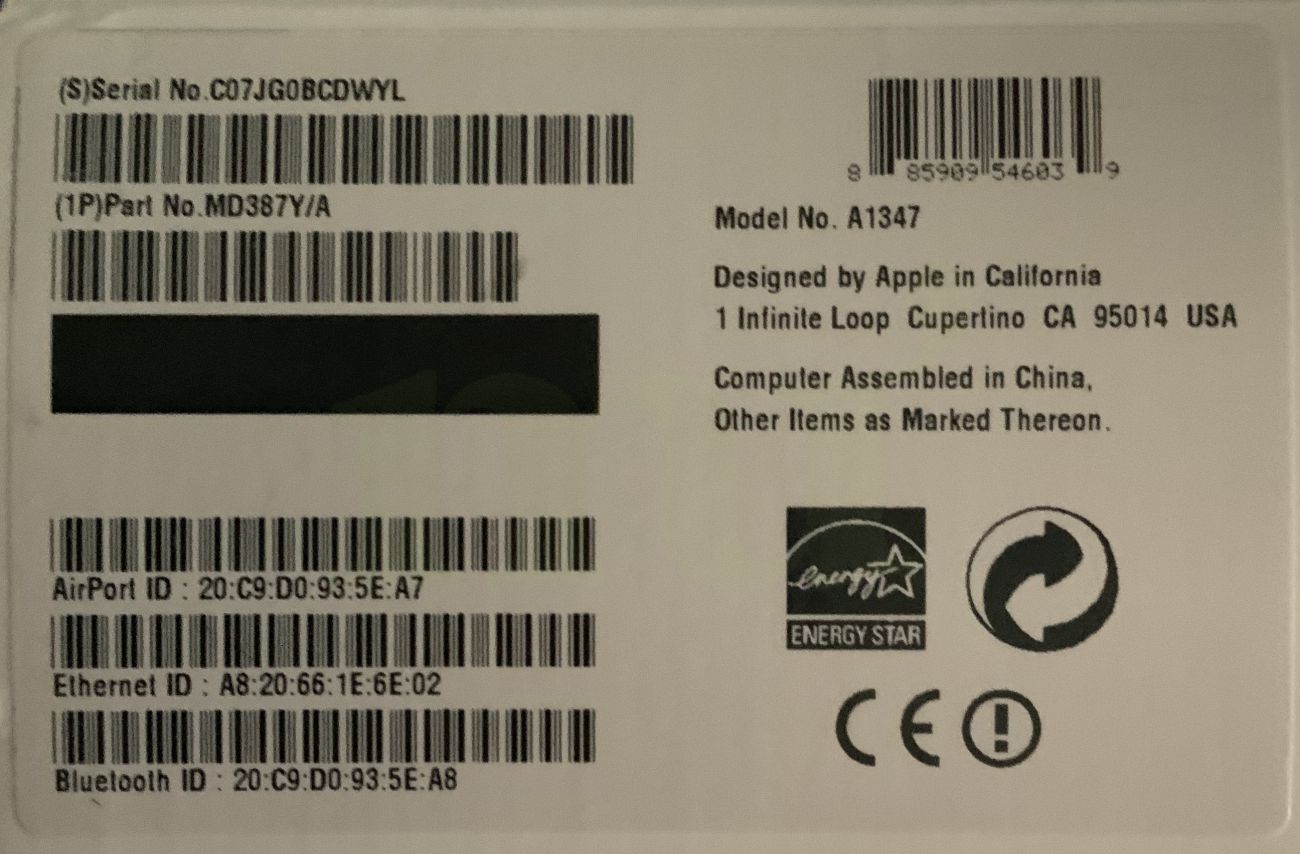 (S)Serial No.C07JG0BCDWYL
(1P)Part No.MD387Y/A
AirPort ID : 20:C9:D0:93:5E:A7
Ethernet ID : A8:20:66:1E:6E:02
Bluetooth ID : 20:C9:D0:93:5E:A8
8 85909 54603 9
Model No. A1347
Designed by Apple in California
1 Infinite Loop Cupertino CA 95014 USA
Computer Assembled in China,
Other Items as Marked Thereon.
energy
ENERGY STAR
CE